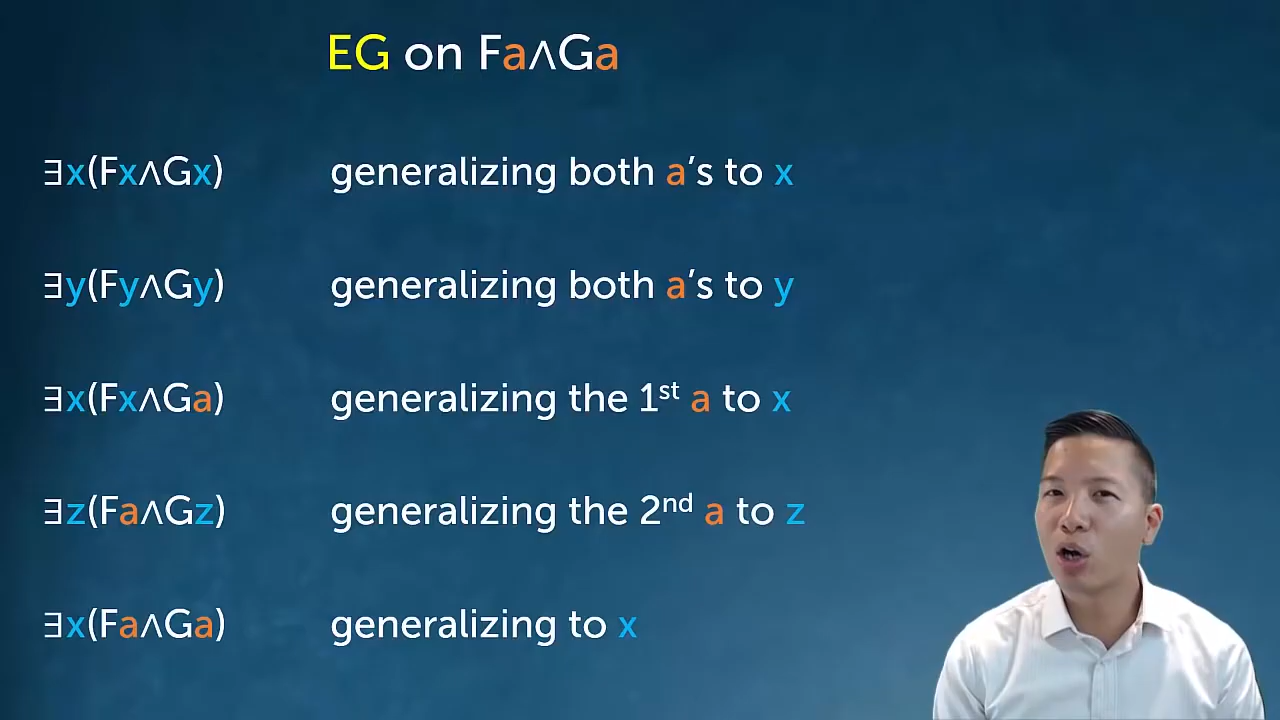 EG on Fa∧Ga
∃x(Fx∧Gx) generalizing both a's to x
∃y(Fy∧Gy) generalizing both a's to y
∃x(Fx∧Ga) generalizing the 1st a to x
∃z(Fa∧Gz) generalizing the 2nd a to z
∃x(Fa∧Ga) generalizing to x